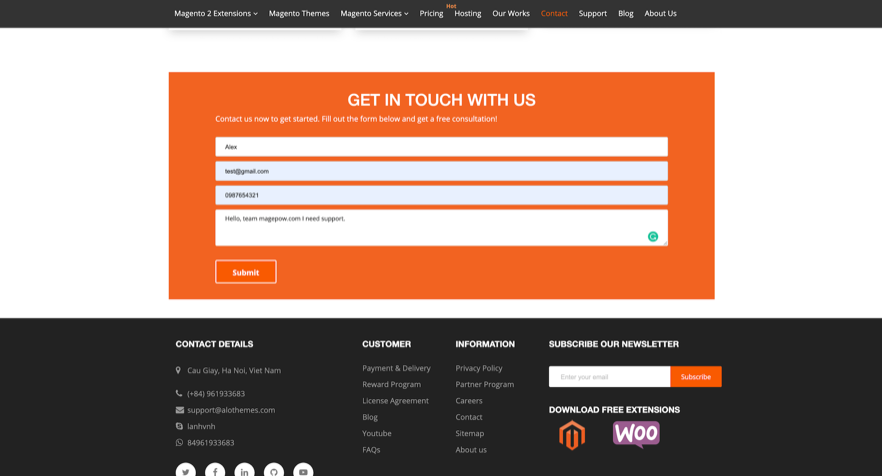 Hot
Magento 2 Extensions Magento Themes Magento Services Pricing Hosting Our Works Contact Support Blog About Us
GET IN TOUCH WITH US
Contact us now to get started. Fill out the form below and get a free consultation!
Alex
test@gmail.com
0987654321
Hello, team magepow.com I need support.
Submit
CONTACT DETAILS
Cau Giay, Ha Noi, Viet Nam
(+84) 961933683
support@alothemes.com
lanhvnh
84961933683
CUSTOMER
Payment & Delivery
Reward Program
License Agreement
Blog
Youtube
FAQs
INFORMATION
Privacy Policy
Partner Program
Careers
Contact
Sitemap
About us
SUBSCRIBE OUR NEWSLETTER
Enter your email
Subscribe
DOWNLOAD FREE EXTENSIONS
WOO